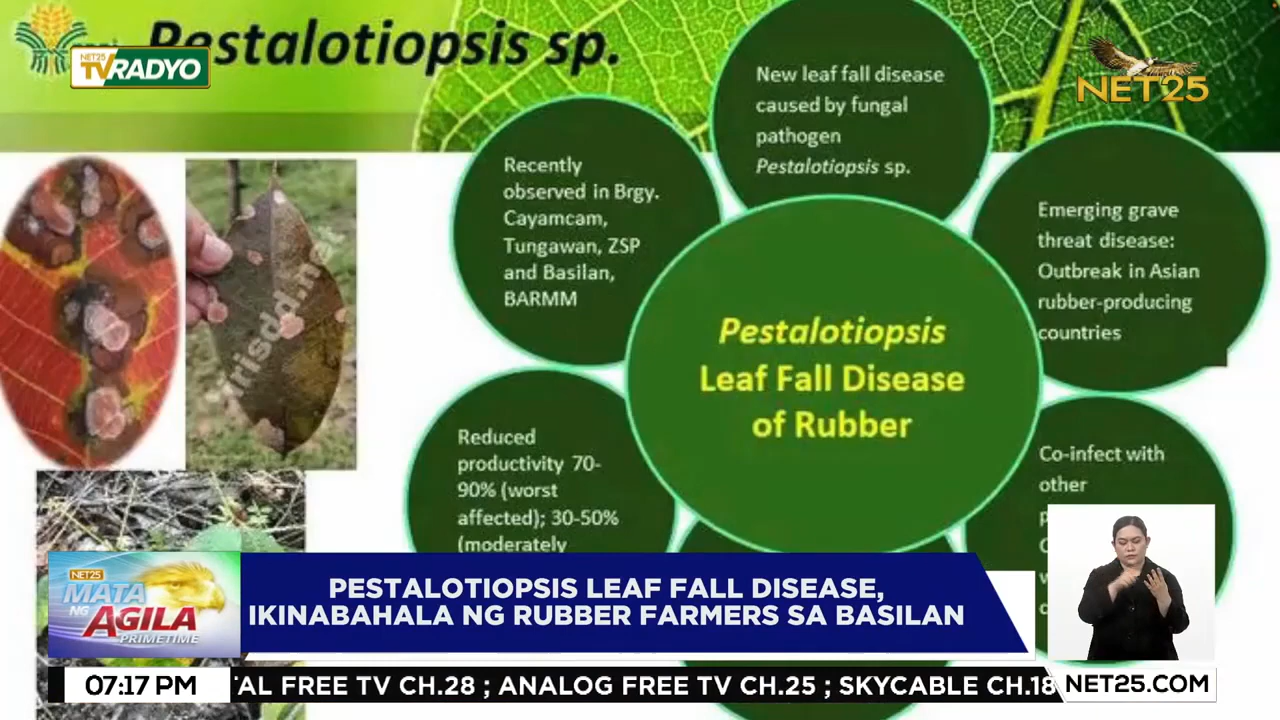 Pestalotiopsis sp.
NET25
TVRADYO
NET25
New leaf fall disease
caused by fungal
pathogen
Pestalotiopsis sp.
Recently
observed in Brgy.
Cayamcam,
Tungawan, ZSP
and Basilan,
BARMM
Emerging grave
threat disease:
Outbreak in Asian
rubber-producing
countries
Pestalotiopsis
Leaf Fall Disease
of Rubber
Reduced
productivity 70-
90% (worst
affected); 30-50%
(moderately
Co-infect with
other
NET25
MATA
NG
AGILA
PRIMETIME
PESTALOTIOPSIS LEAF FALL DISEASE,
IKINABAHALA NG RUBBER FARMERS SA BASILAN
07:17 PM
TAL FREE TV CH.28 ; ANALOG FREE TV CH.25 ; SKYCABLE CH.18
NET25.COM